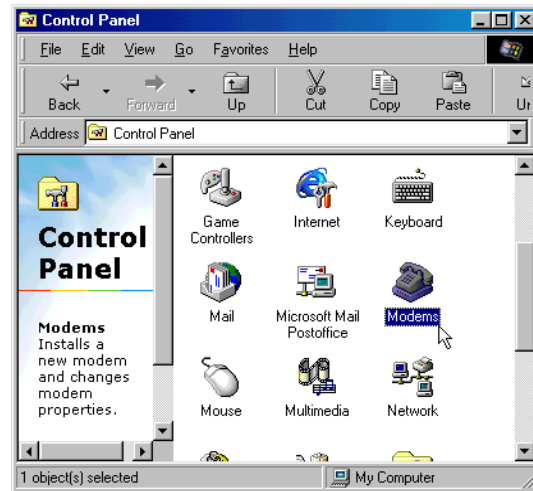 Control Panel
File Edit View Go Favorites Help
Back Forward Up Cut Copy Paste Ur
Address Control Panel
Control
Panel
Modems
Installs a
new modem
and changes
modem
properties.
Game
Controllers
Internet
Keyboard
Mail
Microsoft Mail
Postoffice
Modems
Mouse
Multimedia
Network
1 object(s) selected
My Computer